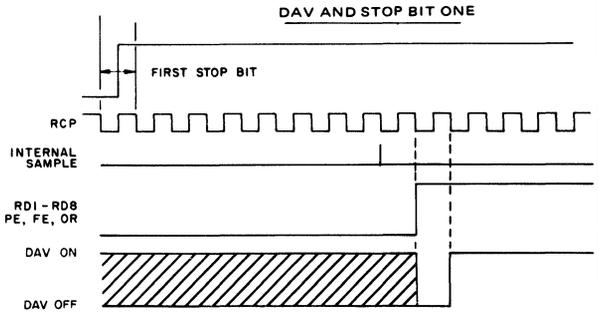 DAV AND STOP BIT ONE
FIRST STOP BIT
RCP
INTERNAL
SAMPLE
RD1-RD8
PE, FE, OR
DAV ON
DAV OFF